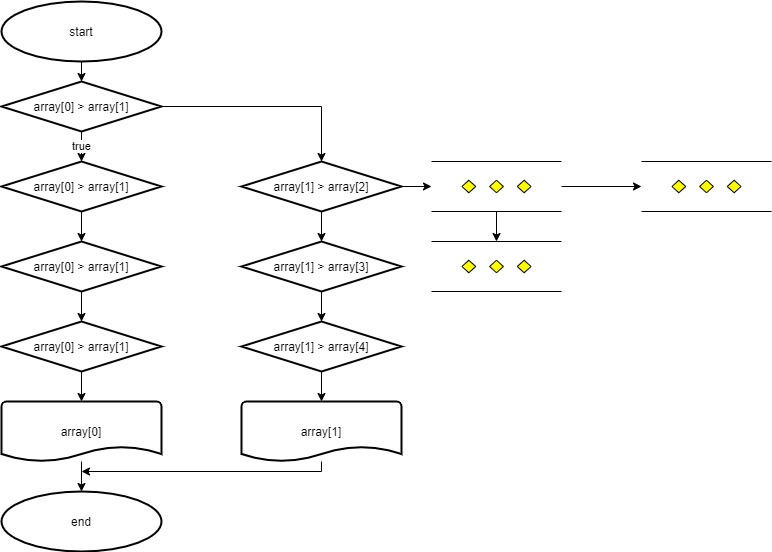 start
array[0] > array[1]
true
array[0] > array[1]
array[1] > array[2]
array[0] > array[1]
array[1] > array[3]
array[0] > array[1]
array[1] > array[4]
array[0]
array[1]
end